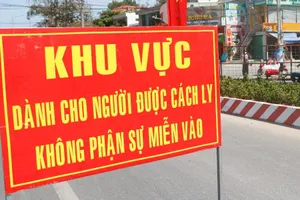 KHU VỰC
DÀNH CHO NGƯỜI ĐƯỢC CÁCH LY
KHÔNG PHẬN SỰ MIỄN VÀO